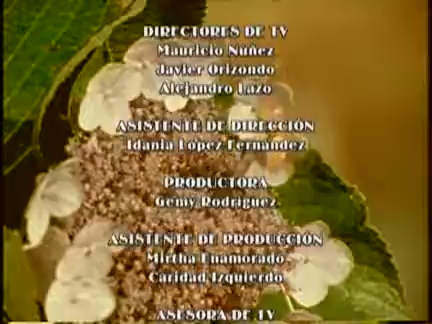 DIRECTORES DE TV
Mauricio Nuñez
Javier Orizondo
Alejandro Lazo
ASISTENTE DE DIRECCIÓN
Idania López Fernández
PRODUCTORA
Gemy Rodríguez
ASISTENTE DE PRODUCCIÓN
Mirtha Enamorado
Caridad Izquierdo
ASESORA DE TV